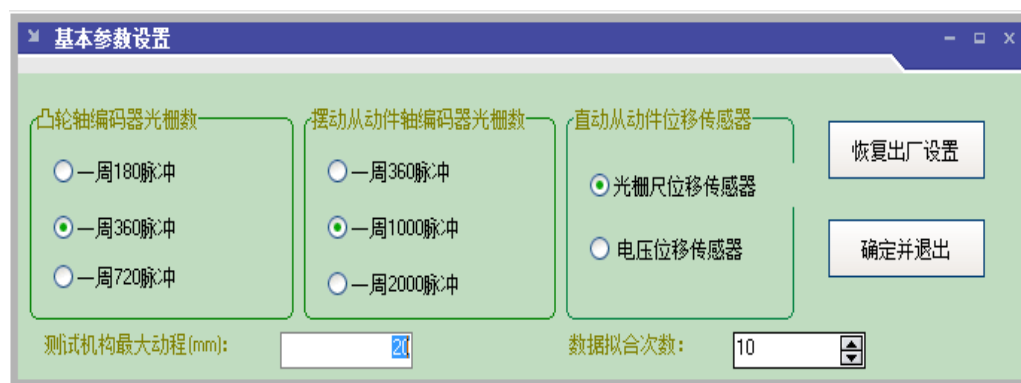 基本参数设置
凸轮轴编码器光栅数
一周180脉冲
一周360脉冲
一周720脉冲
摆动从动件轴编码器光栅数
一周360脉冲
一周1000脉冲
一周2000脉冲
直动从动件位移传感器
光栅尺位移传感器
电压位移传感器
恢复出厂设置
确定并退出
测试机构最大动程(mm):
20
数据拟合次数:
10